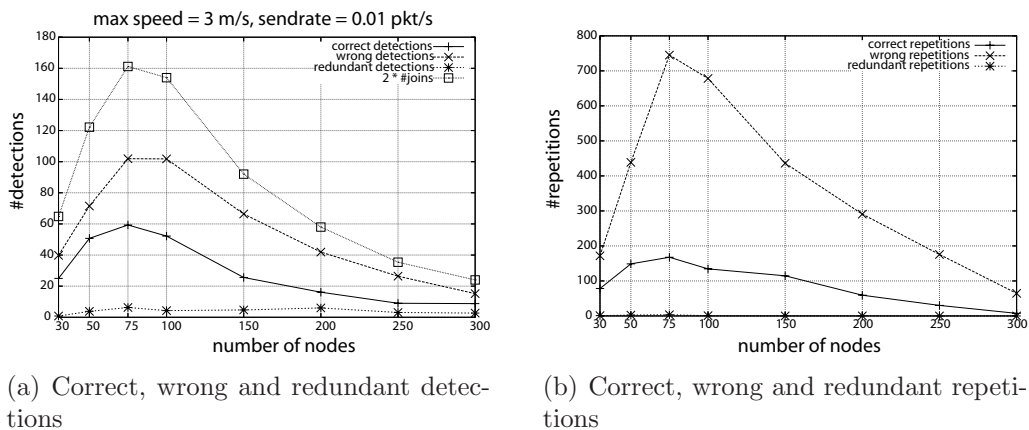 max speed = 3 m/s, sendrate = 0.01 pkt/s
180
160
140
120
100
80
60
40
20
0
#detections
correct detections
wrong detections
redundant detections
2 * #joins
30 50 75 100 150 200 250 300
number of nodes
(a) Correct, wrong and redundant detec-
tions
800
700
600
500
400
300
200
100
0
#repetitions
correct repetitions
wrong repetitions
redundant repetitions
30 50 75 100 150 200 250 300
number of nodes
(b) Correct, wrong and redundant repeti-
tions